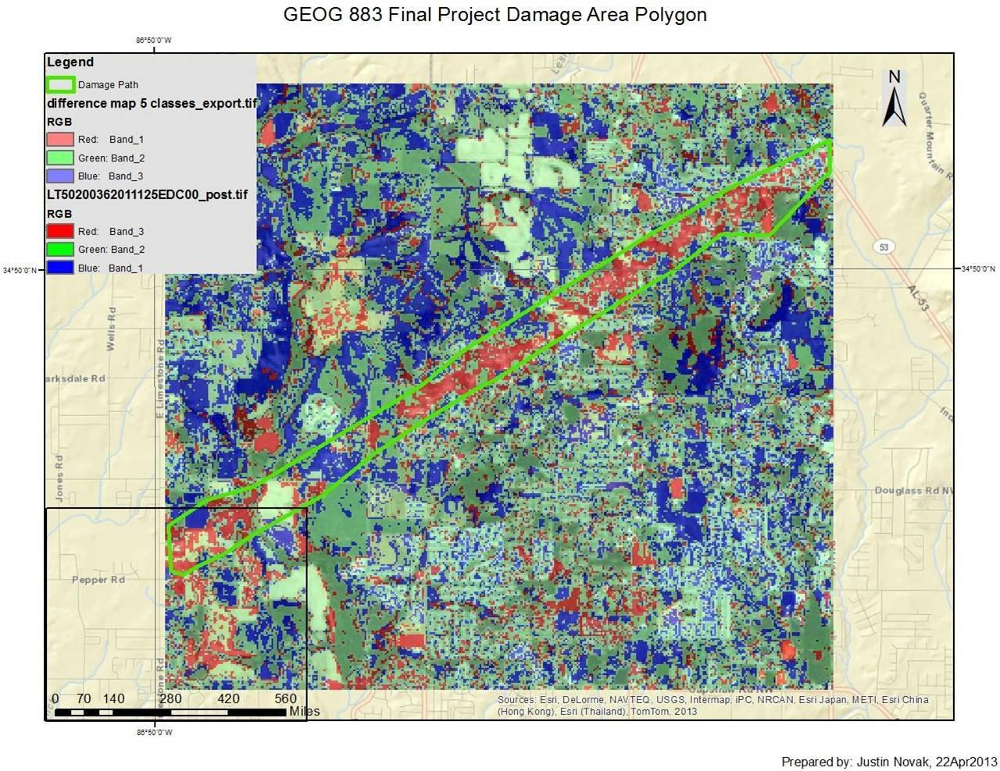 GEOG 883 Final Project Damage Area Polygon
86°50'0"W
Legend
Damage Path
difference map 5 classes_export.tif
RGB
Red: Band_1
Green: Band_2
Blue: Band_3
LT50200362011125EDC00_post.tif
RGB
Red: Band_3
Green: Band_2
Blue: Band_1
N
Quarter Mountain R
53
34°50'0"N
34°50'0"N
AL-53
Wells Rd
arksdale Rd
E Limestone Rd
Ind
Jones Rd
Douglass Rd NW
Pepper Rd
0 70 140 280 420 560
Miles
Capshaw Rd NW
Sources: Esri, DeLorme, NAVTEQ, USGS, Intermap, iPC, NRCAN, Esri Japan, METI, Esri China
(Hong Kong), Esri (Thailand), TomTom, 2013
86°50'0"W
Prepared by: Justin Novak, 22Apr2013